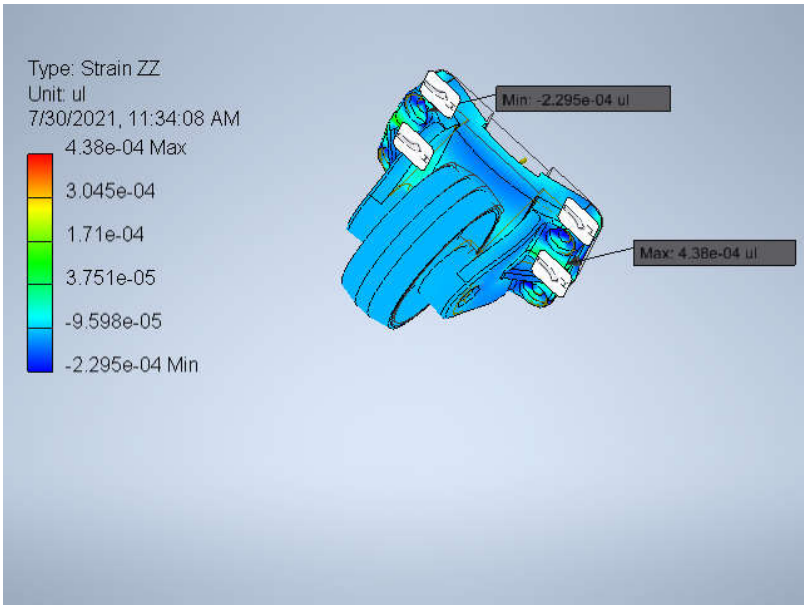 Type: Strain ZZ
Unit: ul
7/30/2021, 11:34:08 AM
4.38e-04 Max
3.045e-04
1.71e-04
3.751e-05
-9.598e-05
-2.295e-04 Min
Min: -2.295e-04 ul
Max: 4.38e-04 ul